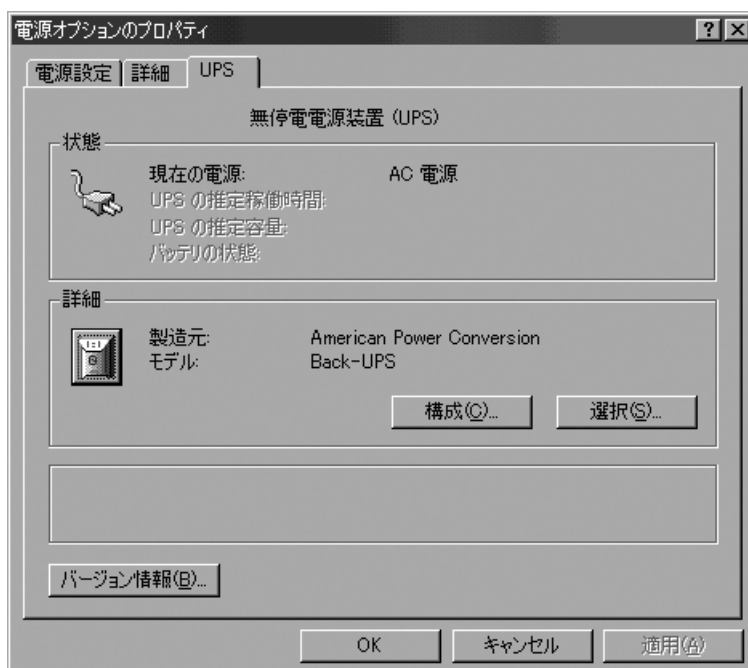 電源オプションのプロパティ
電源設定 詳細 UPS
無停電電源装置 (UPS)
状態
現在の電源: AC 電源
UPS の推定稼働時間:
UPS の推定容量:
バッテリの状態:
詳細
製造元: American Power Conversion
モデル: Back-UPS
構成(C)... 選択(S)...
バージョン情報(B)...
OK キャンセル 適用(A)